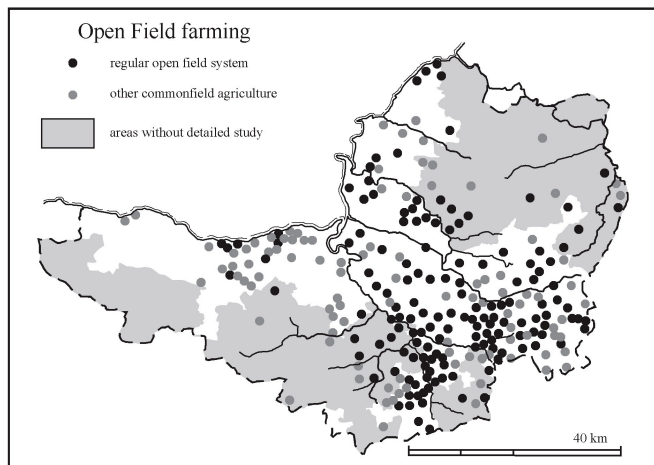 Open Field farming
regular open field system
other commonfield agriculture
areas without detailed study
40 km